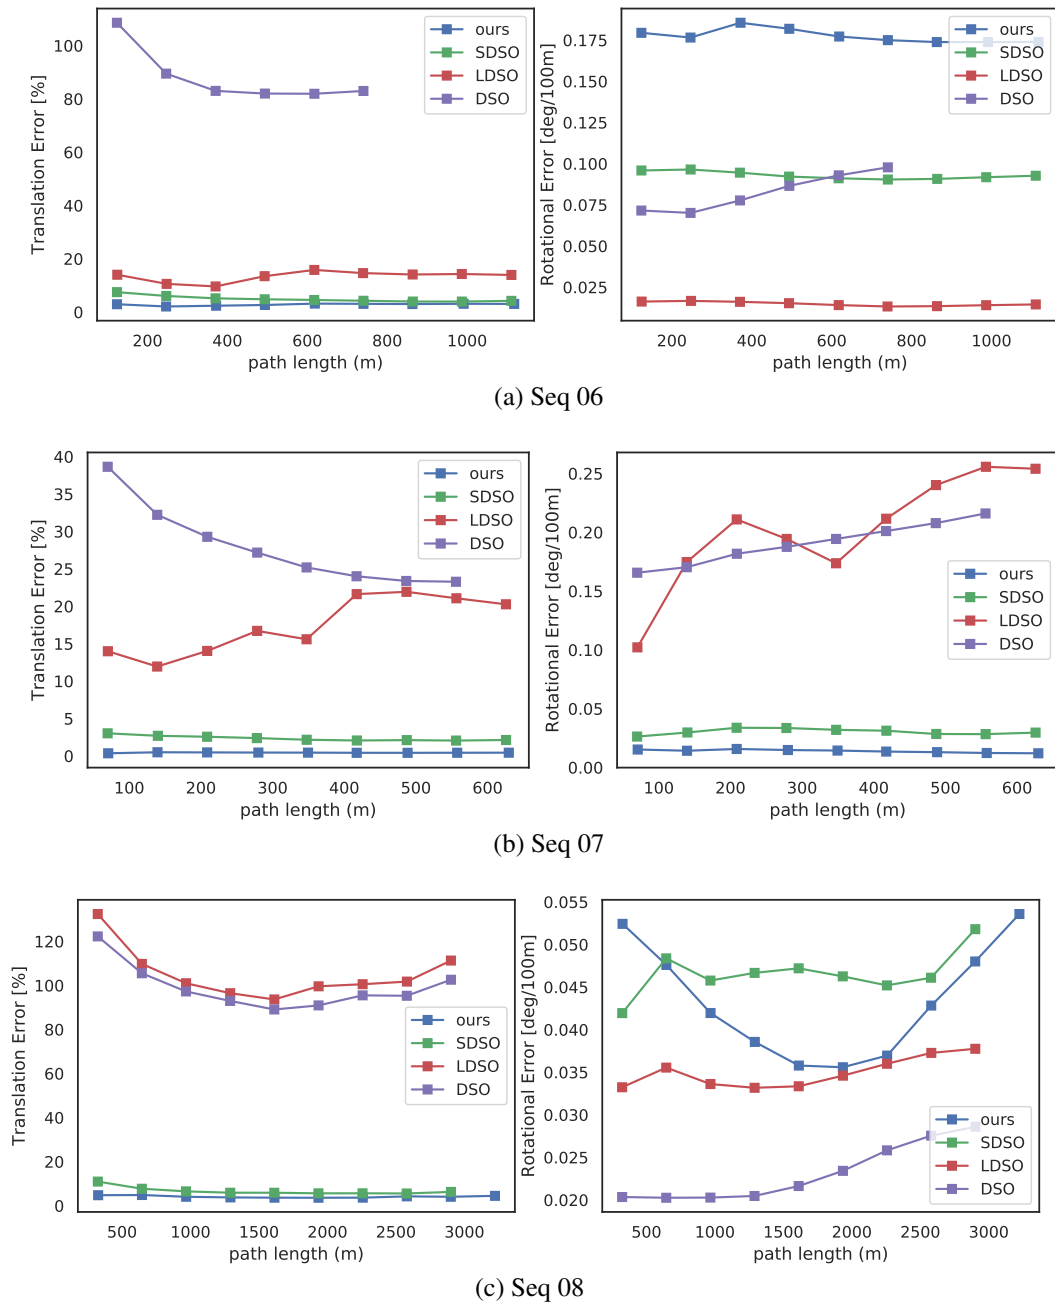 100
80
60
40
20
0
Translation Error [%]
ours
SDSO
LDSO
DSO
200 400 600 800 1000
path length (m)
0.175
0.150
0.125
0.100
0.075
0.050
0.025
Rotational Error [deg/100m]
ours
SDSO
LDSO
DSO
200 400 600 800 1000
path length (m)
(a) Seq 06
40
35
30
25
20
15
10
5
0
Translation Error [%]
ours
SDSO
LDSO
DSO
100 200 300 400 500 600
path length (m)
0.25
0.20
0.15
0.10
0.05
0.00
Rotational Error [deg/100m]
ours
SDSO
LDSO
DSO
100 200 300 400 500 600
path length (m)
(b) Seq 07
120
100
80
60
40
20
0
Translation Error [%]
ours
SDSO
LDSO
DSO
500 1000 1500 2000 2500 3000
path length (m)
0.055
0.050
0.045
0.040
0.035
0.030
0.025
0.020
Rotational Error [deg/100m]
ours
SDSO
LDSO
DSO
500 1000 1500 2000 2500 3000
path length (m)
(c) Seq 08